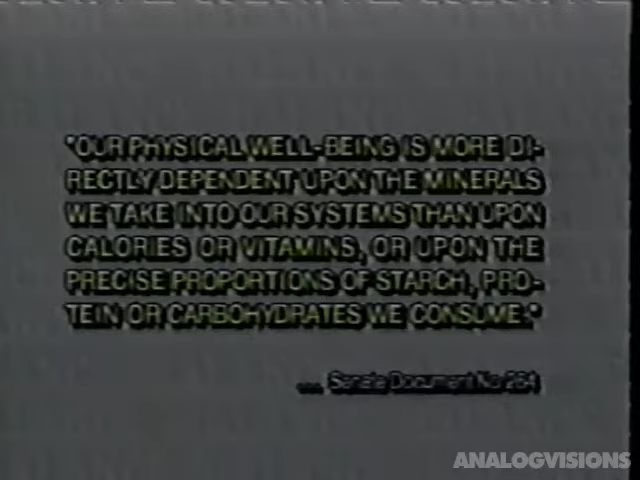 "OUR PHYSICAL WELL-BEING IS MORE DI-
RECTLY DEPENDENT UPON THE MINERALS
WE TAKE INTO OUR SYSTEMS THAN UPON
CALORIES OR VITAMINS, OR UPON THE
PRECISE PROPORTIONS OF STARCH, PRO-
TEIN OR CARBOHYDRATES WE CONSUME."
... Senate Document No 264
ANALOGVISIONS